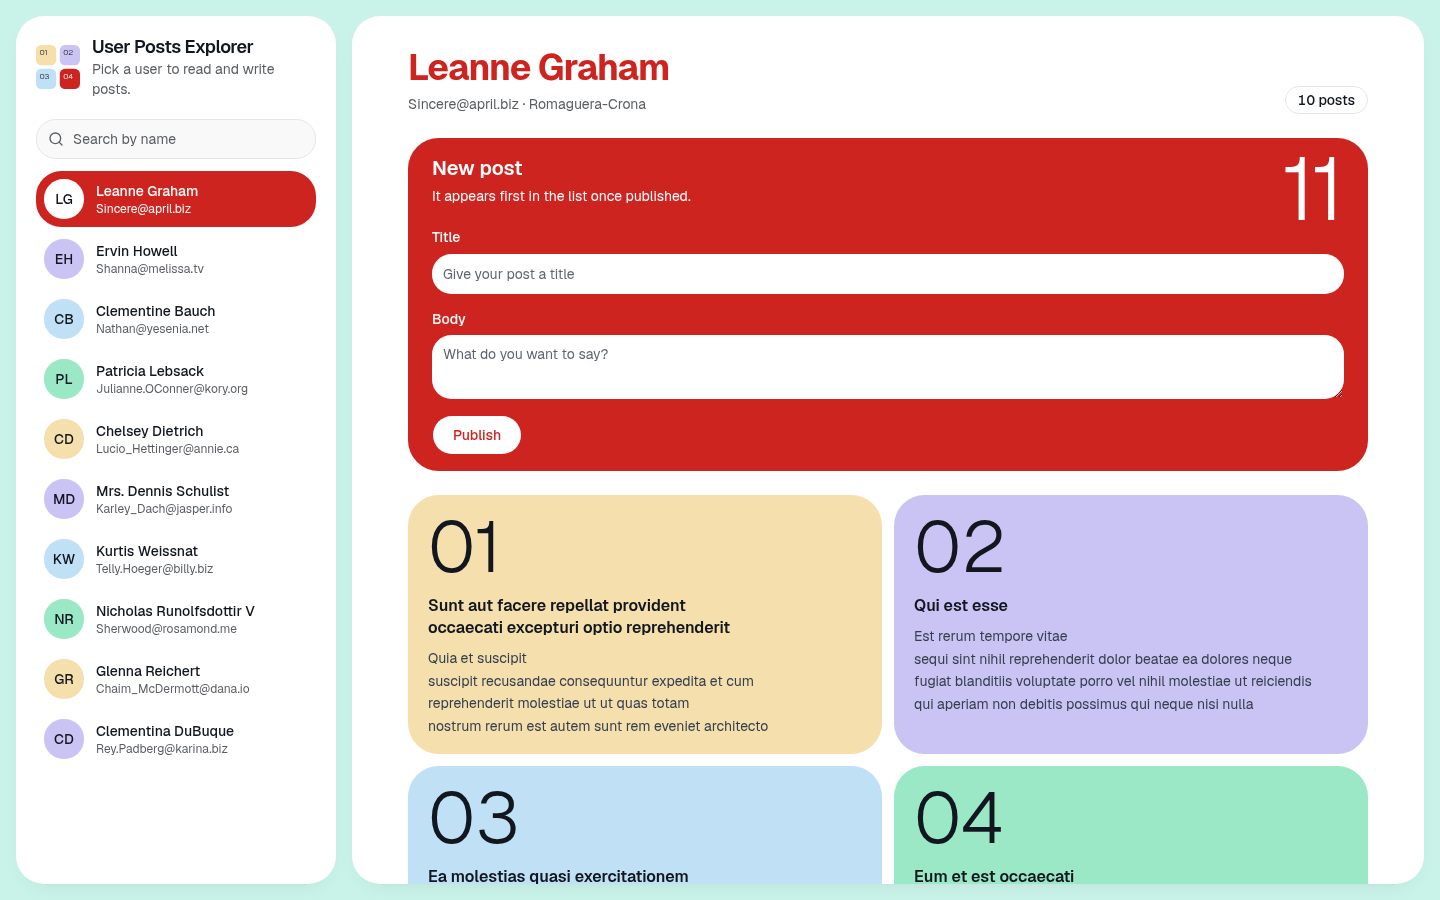 01 02
03 04
User Posts Explorer
Pick a user to read and write
posts.
Search by name
LG
Leanne Graham
Sincere@april.biz
EH
Ervin Howell
Shanna@melissa.tv
CB
Clementine Bauch
Nathan@yesenia.net
PL
Patricia Lebsack
Julianne.OConner@kory.org
CD
Chelsey Dietrich
Lucio_Hettinger@annie.ca
MD
Mrs. Dennis Schulist
Karley_Dach@jasper.info
KW
Kurtis Weissnat
Telly.Hoeger@billy.biz
NR
Nicholas Runolfsdottir V
Sherwood@rosamond.me
GR
Glenna Reichert
Chaim_McDermott@dana.io
CD
Clementina DuBuque
Rey.Padberg@karina.biz
Leanne Graham
Sincere@april.biz · Romaguera-Crona
10 posts
New post
It appears first in the list once published.
11
Title
Give your post a title
Body
What do you want to say?
Publish
01
Sunt aut facere repellat provident
occaecati excepturi optio reprehenderit
Quia et suscipit
suscipit recusandae consequuntur expedita et cum
reprehenderit molestiae ut ut quas totam
nostrum rerum est autem sunt rem eveniet architecto
02
Qui est esse
Est rerum tempore vitae
sequi sint nihil reprehenderit dolor beatae ea dolores neque
fugiat blanditiis voluptate porro vel nihil molestiae ut reiciendis
qui aperiam non debitis possimus qui neque nisi nulla
03
Ea molestias quasi exercitationem
04
Eum et est occaecati